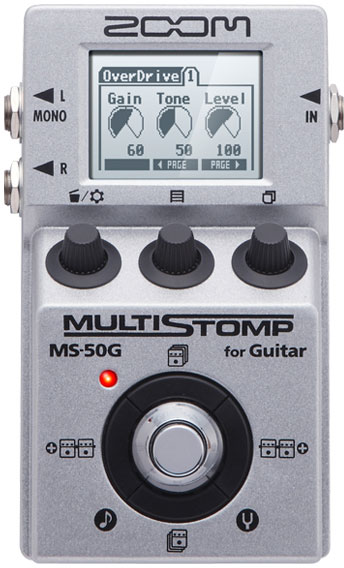 ZOOM
OverDrive 1
L
MONO
Gain Tone Level
IN
60 50 100
R
◀ PAGE PAGE ▶
MULTISTOMP
MS-50G for Guitar